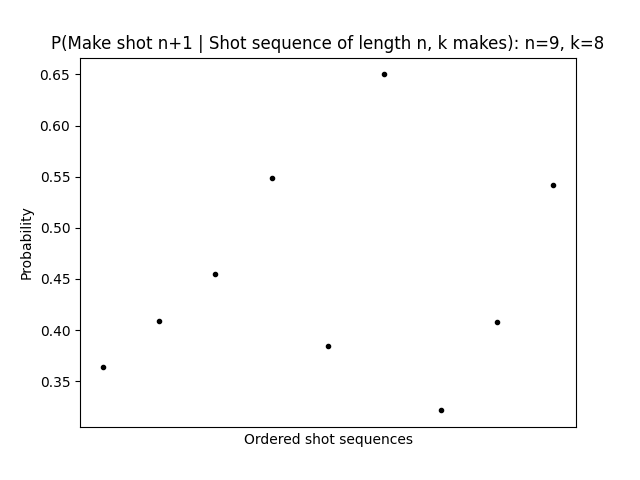 P(Make shot n+1 | Shot sequence of length n, k makes): n=9, k=8
0.65
0.60
0.55
0.50
0.45
0.40
0.35
Probability
Ordered shot sequences